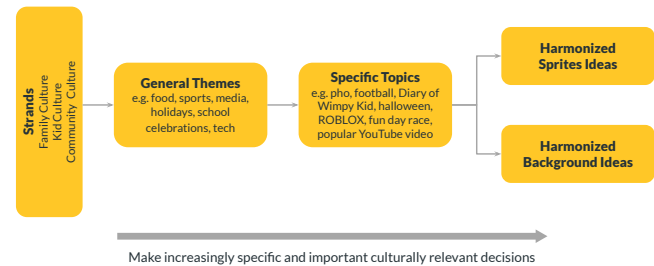 Strands
Family Culture
Kid Culture
Community Culture
General Themes
e.g. food, sports, media,
holidays, school
celebrations, tech
Specific Topics
e.g. pho, football, Diary of
Wimpy Kid, halloween,
ROBLOX, fun day race,
popular YouTube video
Harmonized
Sprites Ideas
Harmonized
Background Ideas
Make increasingly specific and important culturally relevant decisions